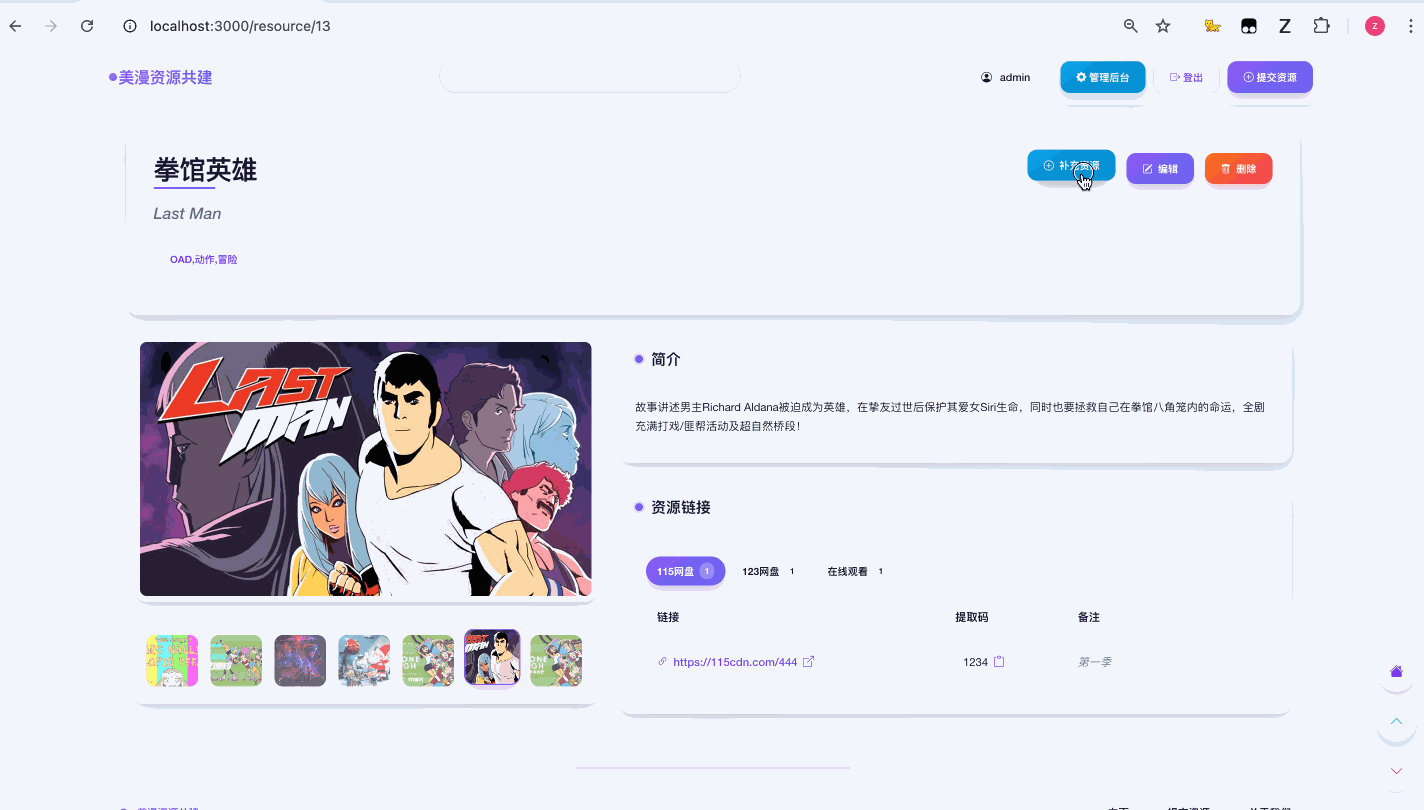 localhost:3000/resource/13
Z
z
美漫资源共建
admin
管理后台
登出
提交资源
拳馆英雄
补充资源
编辑
删除
Last Man
OAD,动作,冒险
LAST
MAN
简介
故事讲述男主Richard Aldana被迫成为英雄，在挚友过世后保护其爱女Siri生命，同时也要拯救自己在拳馆八角笼内的命运，全剧
充满打戏/匪帮活动及超自然桥段！
资源链接
115网盘 1
123网盘 1
在线观看 1
链接
提取码
备注
https://115cdn.com/444
1234
第一季